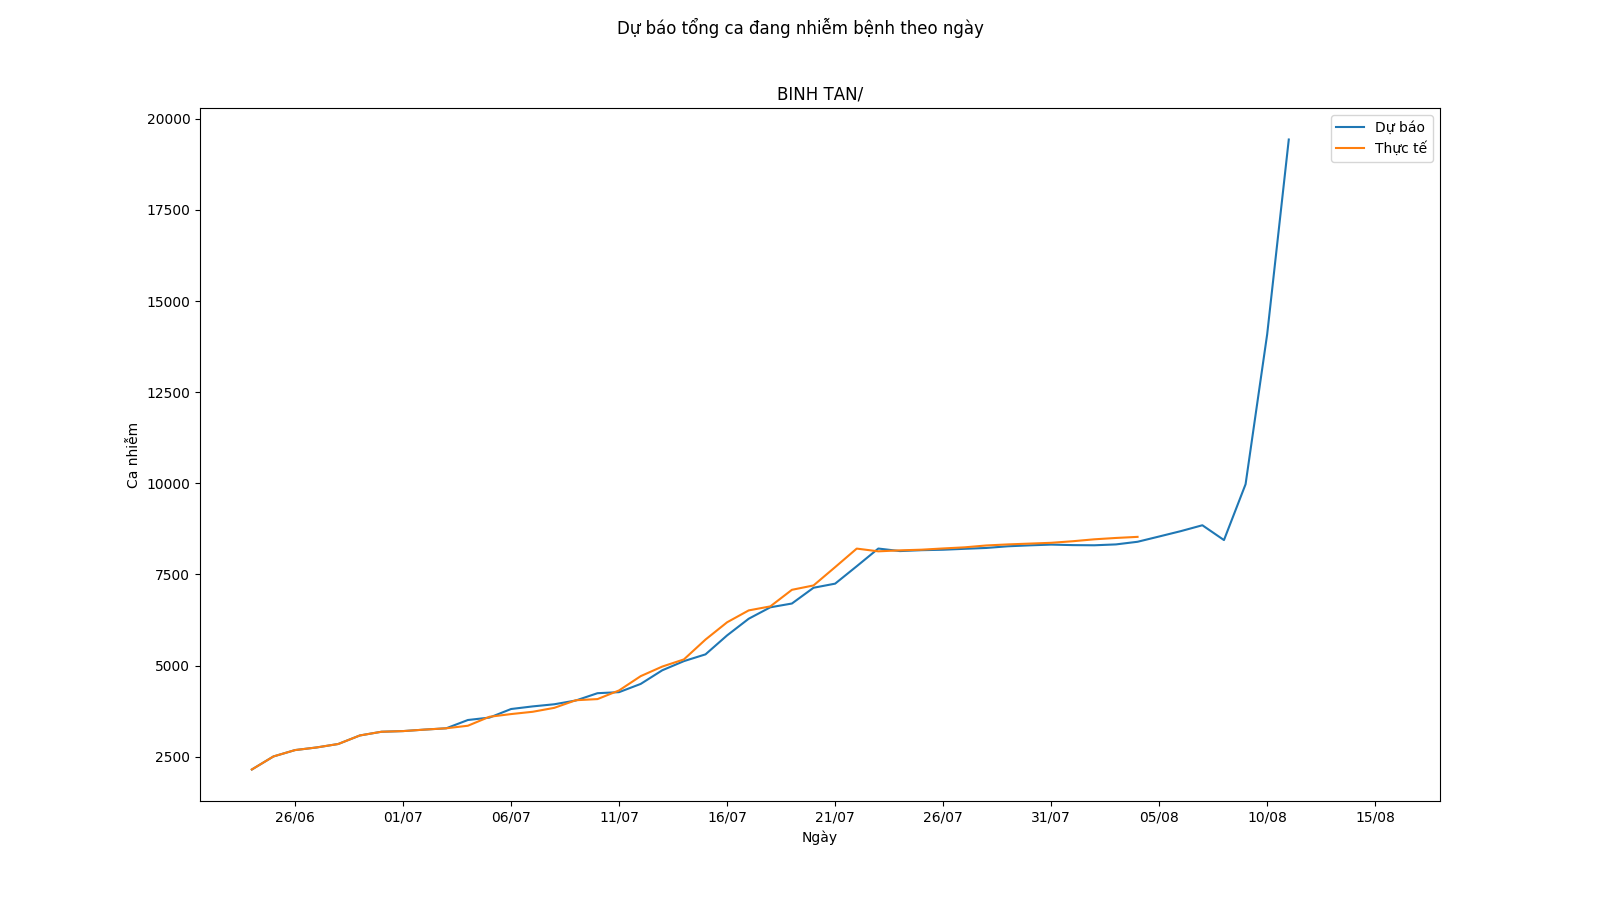 Dự báo tổng ca đang nhiễm bệnh theo ngày
BINH TAN/
20000
17500
15000
12500
10000
7500
5000
2500
Ca nhiễm
Dự báo
Thực tế
26/06 01/07 06/07 11/07 16/07 21/07 26/07 31/07 05/08 10/08 15/08
Ngày